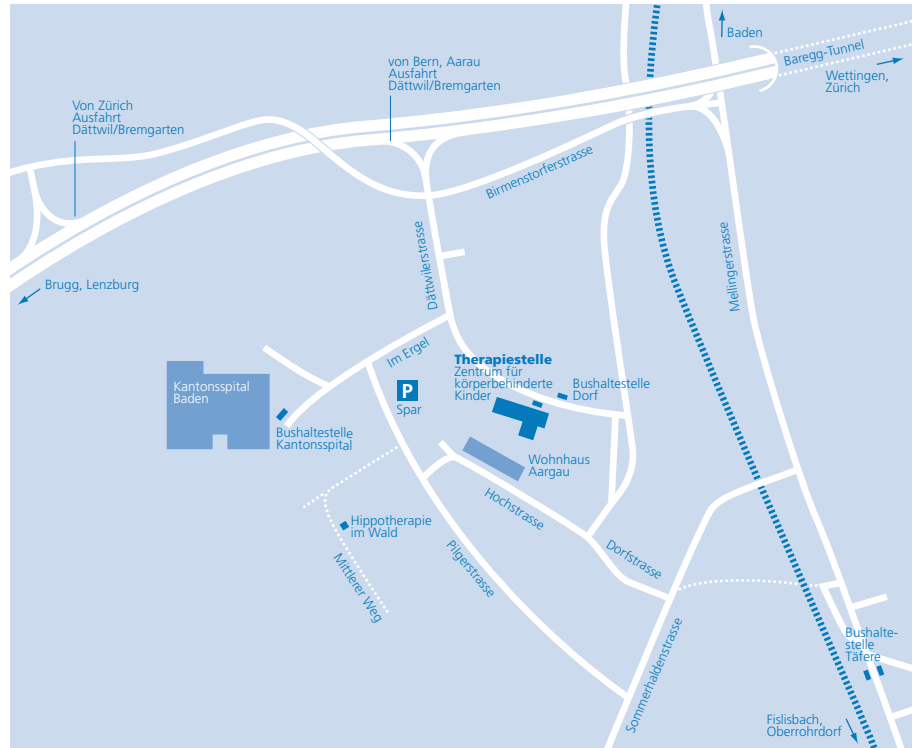 Baden
Baregg-Tunnel
Wettingen,
Zürich
von Bern, Aarau
Ausfahrt
Dättwil/Bremgarten
Von Zürich
Ausfahrt
Dättwil/Bremgarten
Birmenstorferstrasse
Dättwilerstrasse
Mellingerstrasse
Brugg, Lenzburg
Im Ergel
Therapiestelle
Zentrum für
körperbehinderte
Kinder
Bushaltestelle
Dorf
Kantonsspital
Baden
P
Spar
Bushaltestelle
Kantonsspital
Wohnhaus
Aargau
Hochstrasse
Hippotherapie
im Wald
Mittlerer Weg
Pilgerstrasse
Dorfstrasse
Sommerhaldenstrasse
Bushalte-
stelle
Täfere
Fislisbach,
Oberrohrdorf